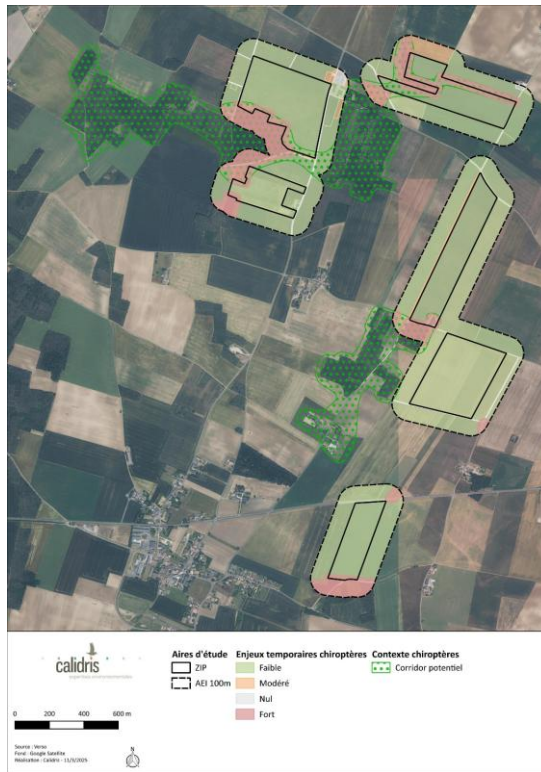 calidris
Aires d'étude
ZIP
AEI 100m
Enjeux temporaires chiroptères
Faible
Modéré
Nul
Fort
Contexte chiroptères
Corridor potentiel
0 200 400 600 m
Source : Verso
Fond : Google Satellite
Réalisation : Calidris - 11/3/2025
N